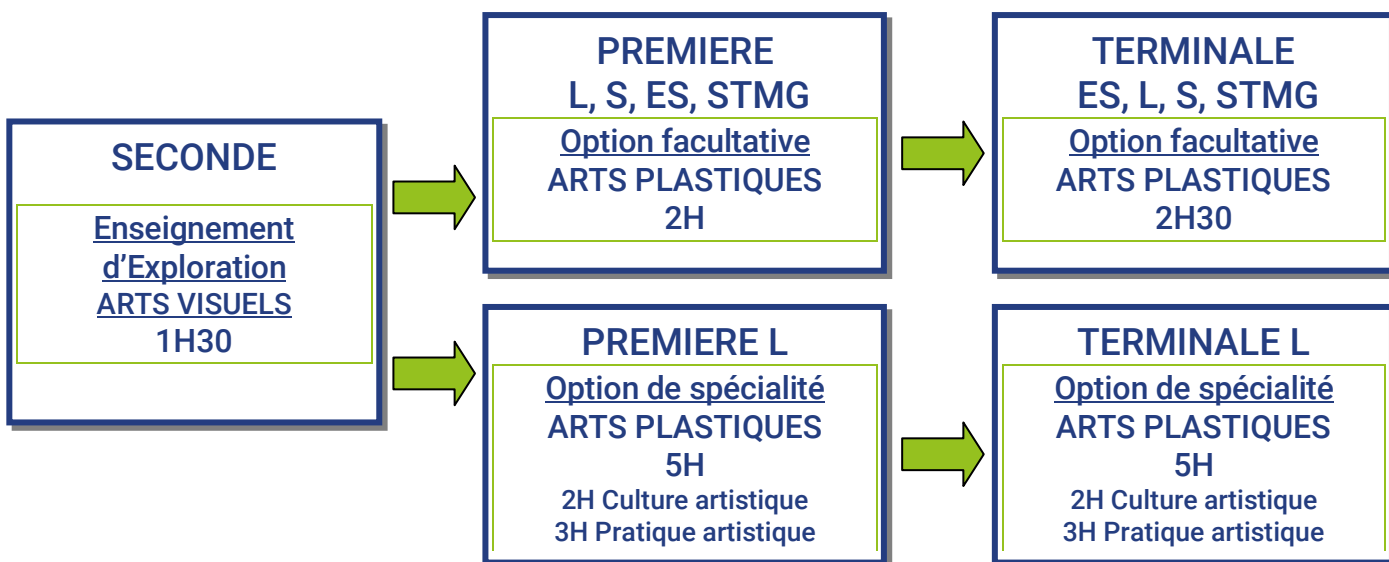 SECONDE
Enseignement
d’Exploration
ARTS VISUELS
1H30
PREMIERE
L, S, ES, STMG
Option facultative
ARTS PLASTIQUES
2H
TERMINALE
ES, L, S, STMG
Option facultative
ARTS PLASTIQUES
2H30
PREMIERE L
Option de spécialité
ARTS PLASTIQUES
5H
2H Culture artistique
3H Pratique artistique
TERMINALE L
Option de spécialité
ARTS PLASTIQUES
5H
2H Culture artistique
3H Pratique artistique